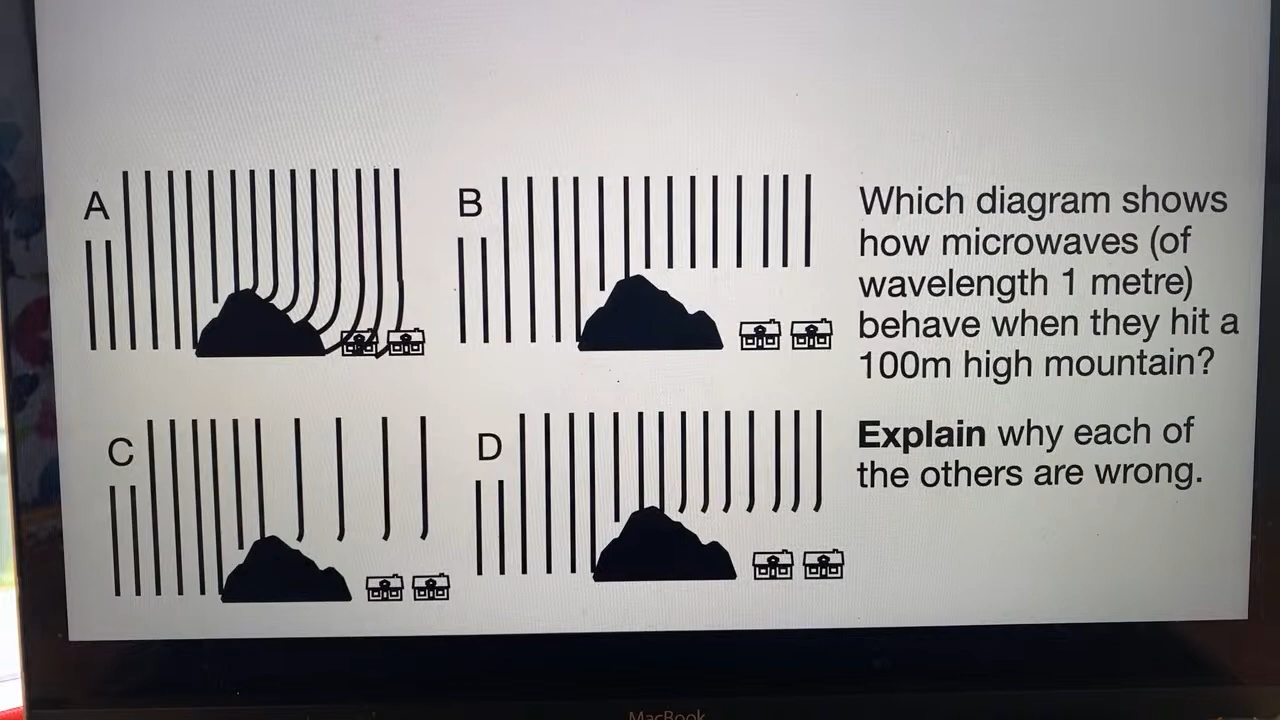 A
B
C
D
Which diagram shows
how microwaves (of
wavelength 1 metre)
behave when they hit a
100m high mountain?
Explain why each of
the others are wrong.
MacBook